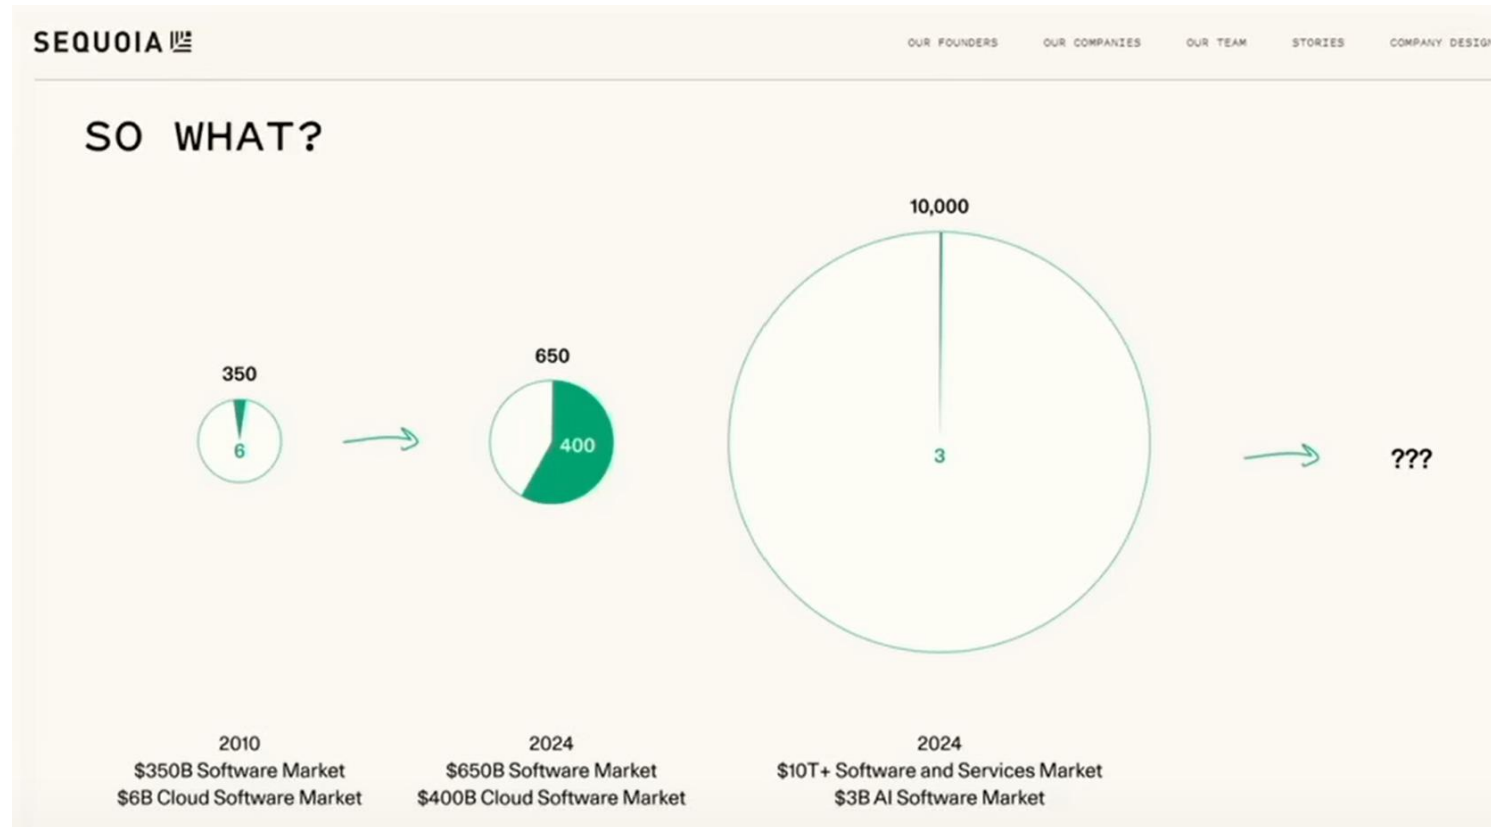 SEQUOIA
OUR FOUNDERS OUR COMPANIES OUR TEAM STORIES COMPANY DESIGN
SO WHAT?
10,000
350
650
6
400
3
???
2010
$350B Software Market
$6B Cloud Software Market
2024
$650B Software Market
$400B Cloud Software Market
2024
$10T+ Software and Services Market
$3B AI Software Market